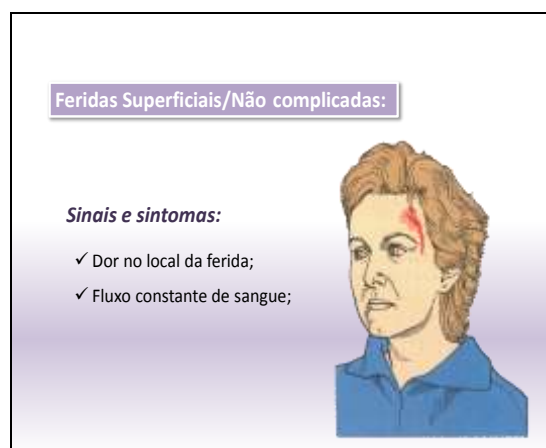 Feridas Superficiais/Não complicadas:
Sinais e sintomas:
✓ Dor no local da ferida;
✓ Fluxo constante de sangue;